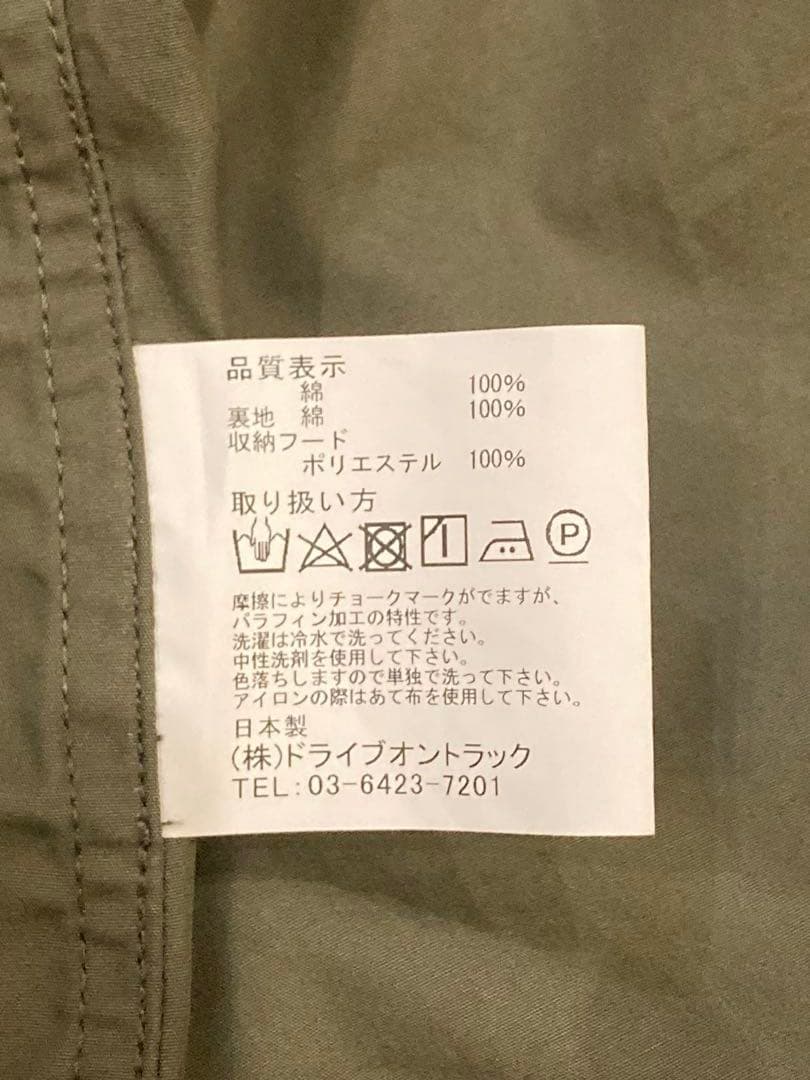 品質表示
綿 100%
裏地 綿 100%
収納フード
ポリエステル 100%
取り扱い方
P
摩擦によりチョークマークがでますが、
パラフィン加工の特性です。
洗濯は冷水で洗ってください。
中性洗剤を使用して下さい。
色落ちしますので単独で洗って下さい。
アイロンの際はあて布を使用して下さい。
日本製
(株)ドライブオントラック
TEL:03-6423-7201